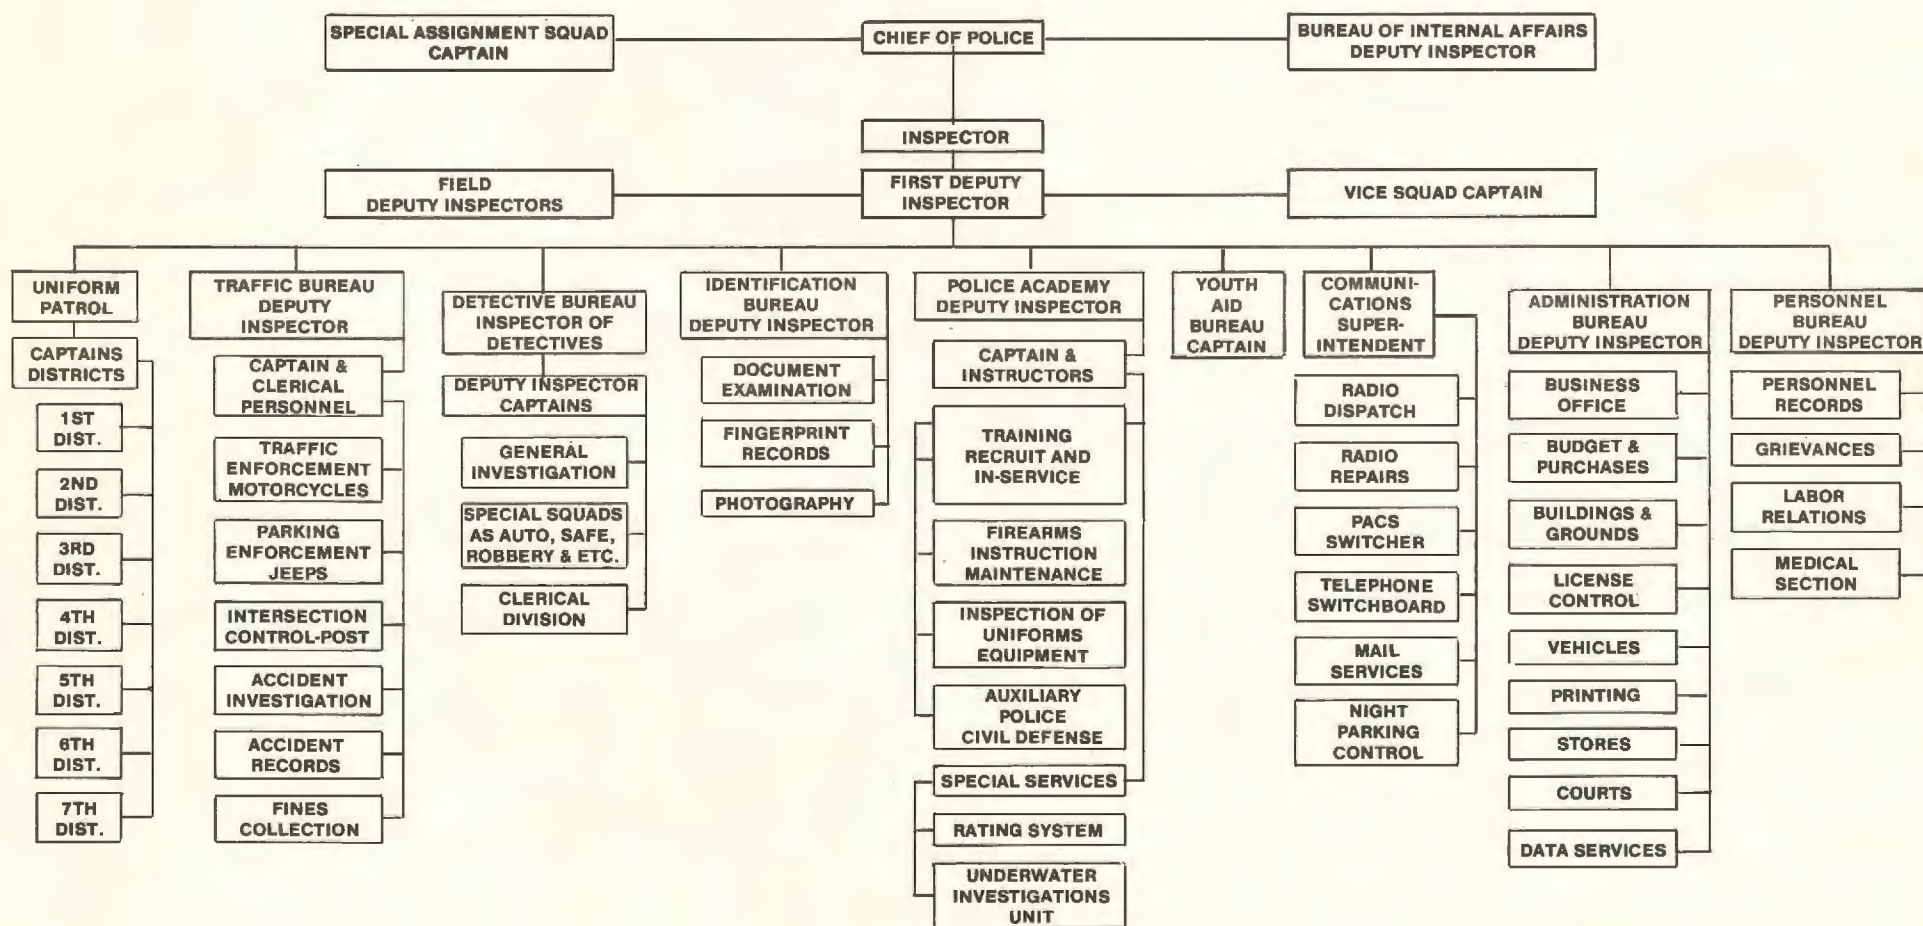 SPECIAL ASSIGNMENT SQUAD
CAPTAIN
CHIEF OF POLICE
BUREAU OF INTERNAL AFFAIRS
DEPUTY INSPECTOR
INSPECTOR
FIELD
DEPUTY INSPECTORS
FIRST DEPUTY
INSPECTOR
VICE SQUAD CAPTAIN
UNIFORM
PATROL
CAPTAINS
DISTRICTS
1ST
DIST.
2ND
DIST.
3RD
DIST.
4TH
DIST.
5TH
DIST.
6TH
DIST.
7TH
DIST.
TRAFFIC BUREAU
DEPUTY
INSPECTOR
CAPTAIN &
CLERICAL
PERSONNEL
TRAFFIC
ENFORCEMENT
MOTORCYCLES
PARKING
ENFORCEMENT
JEEPS
INTERSECTION
CONTROL-POST
ACCIDENT
INVESTIGATION
ACCIDENT
RECORDS
FINES
COLLECTION
DETECTIVE BUREAU
INSPECTOR OF
DETECTIVES
DEPUTY INSPECTOR
CAPTAINS
GENERAL
INVESTIGATION
SPECIAL SQUADS
AS AUTO, SAFE,
ROBBERY & ETC.
CLERICAL
DIVISION
IDENTIFICATION
BUREAU
DEPUTY INSPECTOR
DOCUMENT
EXAMINATION
FINGERPRINT
RECORDS
PHOTOGRAPHY
POLICE ACADEMY
DEPUTY INSPECTOR
CAPTAIN &
INSTRUCTORS
TRAINING
RECRUIT AND
IN-SERVICE
FIREARMS
INSTRUCTION
MAINTENANCE
INSPECTION OF
UNIFORMS
EQUIPMENT
AUXILIARY
POLICE
CIVIL DEFENSE
SPECIAL SERVICES
RATING SYSTEM
UNDERWATER
INVESTIGATIONS
UNIT
YOUTH
AID
BUREAU
CAPTAIN
COMMUNI-
CATIONS
SUPER-
INTENDENT
RADIO
DISPATCH
RADIO
REPAIRS
PACS
SWITCHER
TELEPHONE
SWITCHBOARD
MAIL
SERVICES
NIGHT
PARKING
CONTROL
ADMINISTRATION
BUREAU
DEPUTY INSPECTOR
BUSINESS
OFFICE
BUDGET &
PURCHASES
BUILDINGS &
GROUNDS
LICENSE
CONTROL
VEHICLES
PRINTING
STORES
COURTS
DATA SERVICES
PERSONNEL
BUREAU
DEPUTY INSPECTOR
PERSONNEL
RECORDS
GRIEVANCES
LABOR
RELATIONS
MEDICAL
SECTION